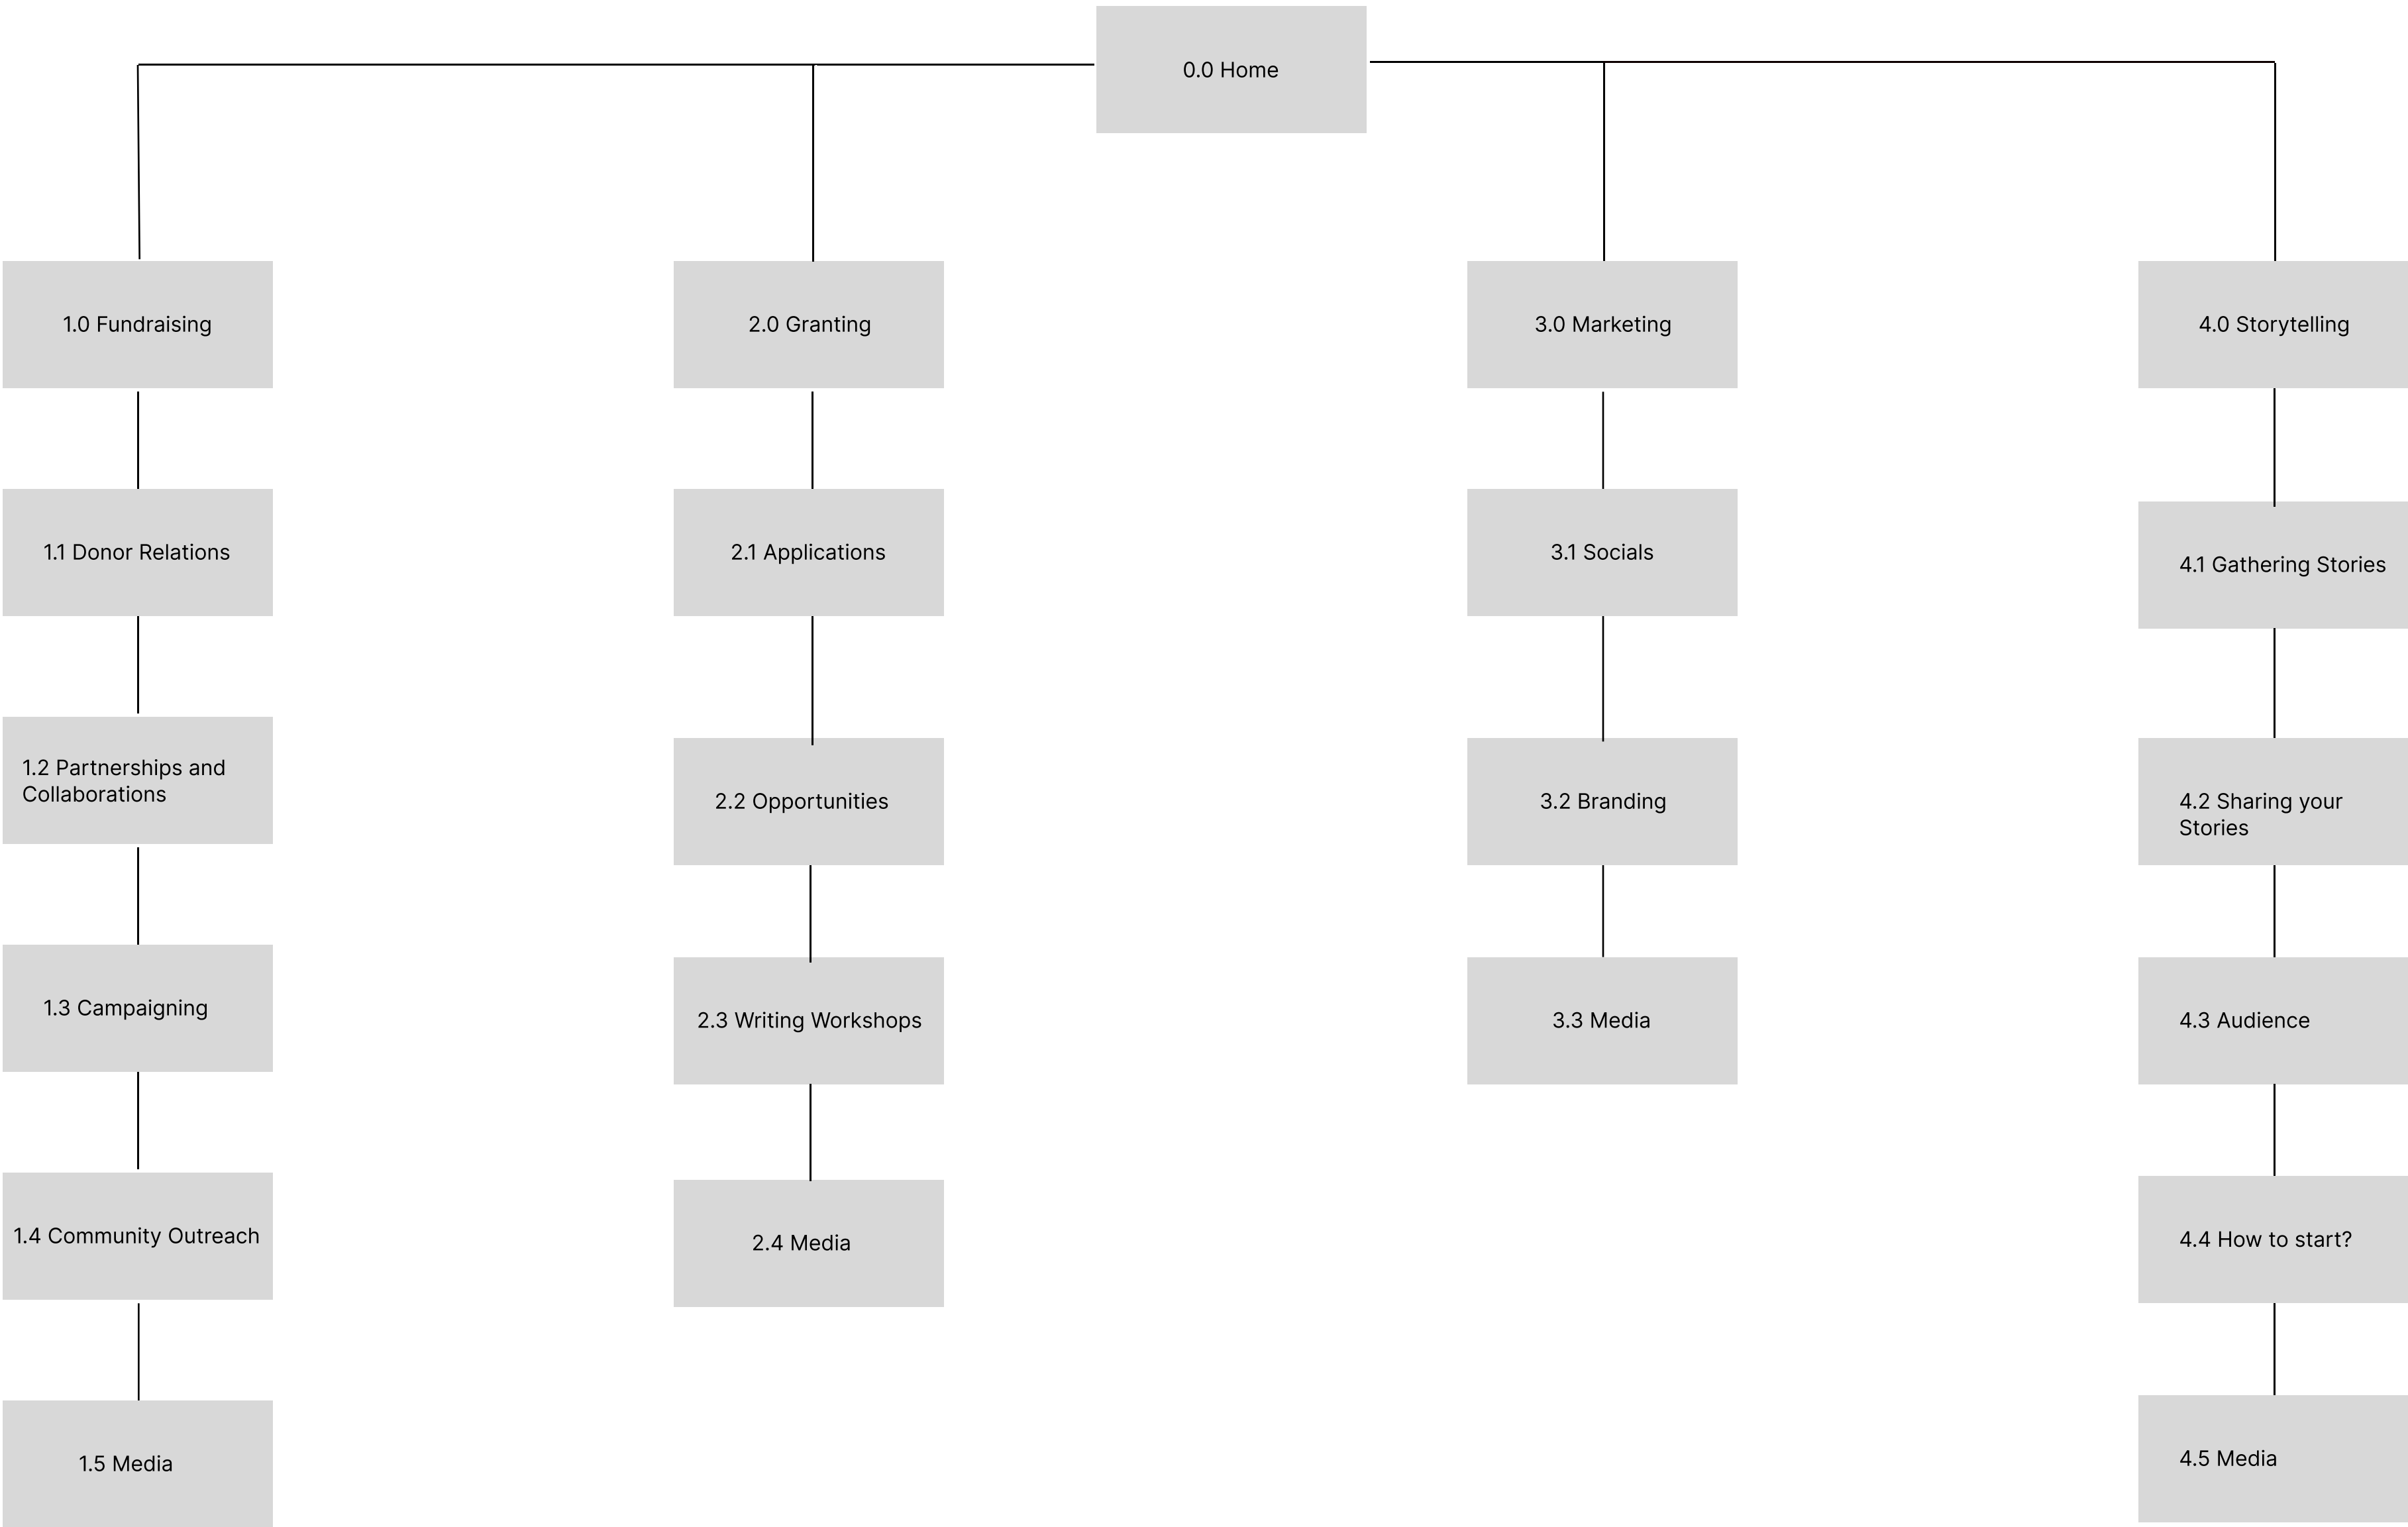 0.0 Home
1.0 Fundraising
2.0 Granting
3.0 Marketing
4.0 Storytelling
1.1 Donor Relations
2.1 Applications
3.1 Socials
4.1 Gathering Stories
1.2 Partnerships and
Collaborations
2.2 Opportunities
3.2 Branding
4.2 Sharing your
Stories
1.3 Campaigning
2.3 Writing Workshops
3.3 Media
4.3 Audience
1.4 Community Outreach
2.4 Media
4.4 How to start?
1.5 Media
4.5 Media